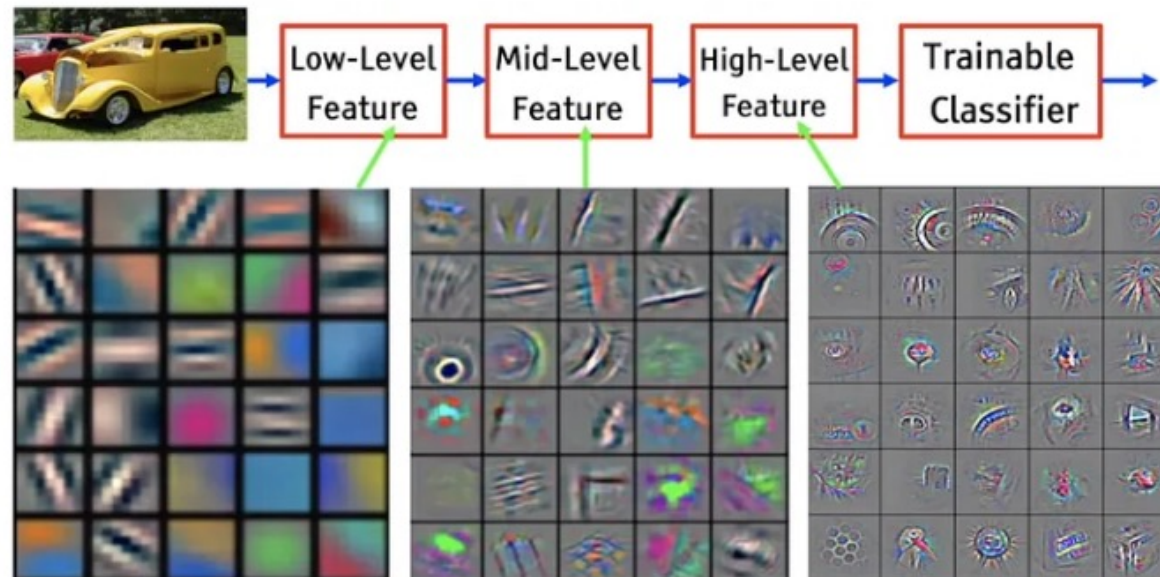 Low-Level
Feature
Mid-Level
Feature
High-Level
Feature
Trainable
Classifier